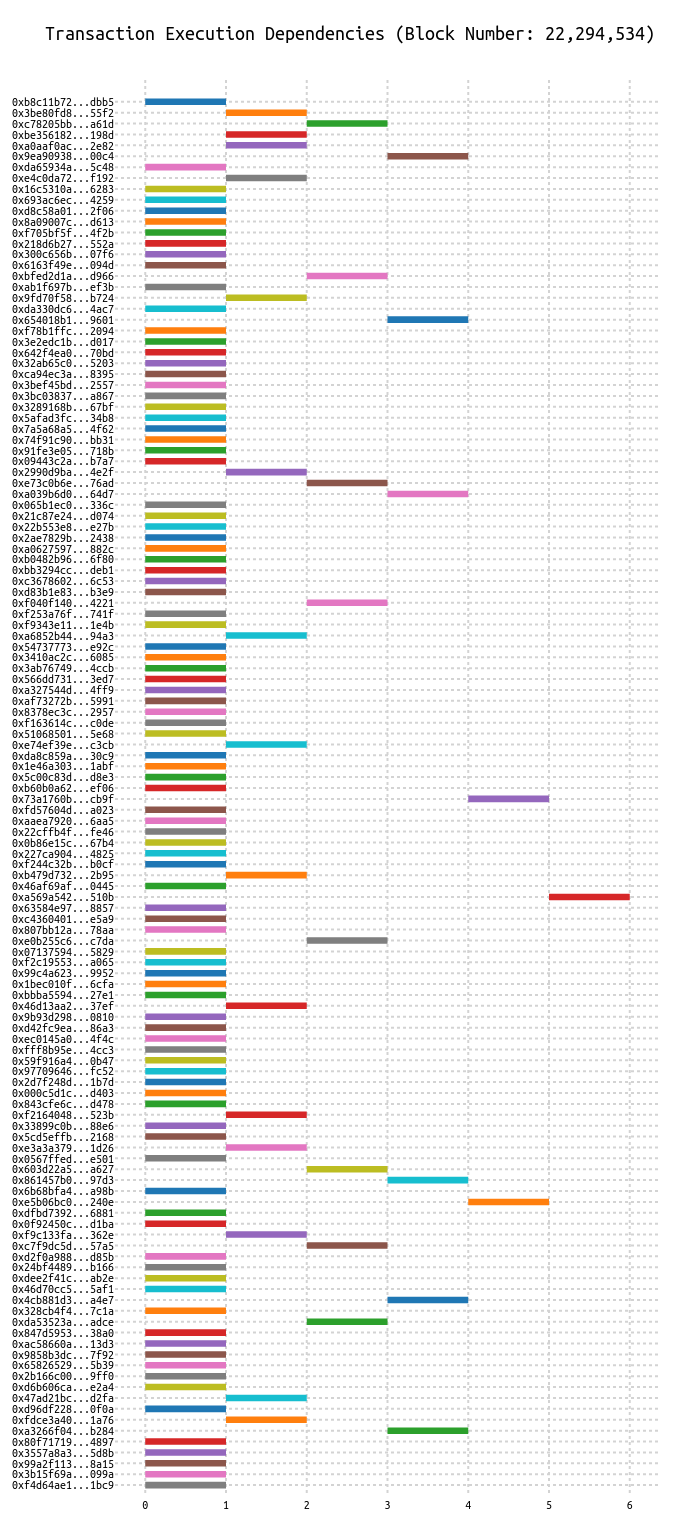 Transaction Execution Dependencies (Block Number: 22,294,534)
0xb8c11b72...dbb5
0x3be80fd8...55f2
0xc78205bb...a61d
0xbe356182...198d
0xa0aaf0ac...2e82
0x9ea90938...00c4
0xda65934a...5c48
0xe4c0da72...f192
0x16c5310a...6283
0x693ac6ec...4259
0xd8c58a01...2f06
0x8a09007c...d613
0xf705bf5f...4f2b
0x218d6b27...552a
0x300c656b...07f6
0x6163f49e...094d
0xbfed2d1a...d966
0xab1f697b...ef3b
0x9fd70f58...b724
0xda330dc6...4ac7
0x654018b1...9601
0xf78b1ffc...2094
0x3e2edc1b...d017
0x642f4ea0...70bd
0x32ab65c0...5203
0xca94ec3a...8395
0x3bef45bd...2557
0x3bc03837...a867
0x3289168b...67bf
0x5afad3fc...34b8
0x7a5a68a5...4f62
0x74f91c90...bb31
0x91fe3e05...718b
0x09443c2a...b7a7
0x2990d9ba...4e2f
0xe73c0b6e...76ad
0xa039b6d0...64d7
0x065b1ec0...336c
0x21c87e24...d074
0x22b553e8...e27b
0x2ae7829b...2438
0xa0627597...882c
0xb0482b96...6f80
0xbb3294cc...deb1
0xc3678602...6c53
0xd83b1e83...b3e9
0xf040f140...4221
0xf253a76f...741f
0xf9343e11...1e4b
0xa6852b44...94a3
0x54737773...e92c
0x3410ac2c...6085
0x3ab76749...4ccb
0x566dd731...3ed7
0xa327544d...4ff9
0xaf73272b...5991
0x8378ec3c...2957
0xf163614c...c0de
0x51068501...5e68
0xe74ef39e...c3cb
0xda8c859a...30c9
0x1e46a303...1abf
0x5c00c83d...d8e3
0xb60b0a62...ef06
0x73a1760b...cb9f
0xfd57604d...a023
0xaaea7920...6aa5
0x22cffb4f...fe46
0x0b86e15c...67b4
0x227ca904...4825
0xf244c32b...b0cf
0xb479d732...2b95
0x46af69af...0445
0xa569a542...510b
0x63584e97...8857
0xc4360401...e5a9
0x807bb12a...78aa
0xe0b255c6...c7da
0x07137594...5829
0xf2c19553...a065
0x99c4a623...9952
0x1bec010f...6cfa
0xbbba5594...27e1
0x46d13aa2...37ef
0x9b93d298...0810
0xd42fc9ea...86a3
0xec0145a0...4f4c
0xfff8b95e...4cc3
0x59f916a4...0b47
0x97709646...fc52
0x2d7f248d...1b7d
0x000c5d1c...d403
0x843cfe6c...d478
0xf2164048...523b
0x33899c0b...88e6
0x5cd5effb...2168
0xe3a3a379...1d26
0x0567ffed...e501
0x603d22a5...a627
0x861457b0...97d3
0x6b68bfa4...a98b
0xe5b06bc0...240e
0xdfbd7392...6881
0x0f92450c...d1ba
0xf9c133fa...362e
0xc7f9dc5d...57a5
0xd2f0a988...d85b
0x24bf4489...b166
0xdee2f41c...ab2e
0x46d70cc5...5af1
0x4cb881d3...a4e7
0x328cb4f4...7c1a
0xda53523a...adce
0x847d5953...38a0
0xac58660a...13d3
0x9858b3dc...7f92
0x65826529...5b39
0x2b166c00...9ff0
0xd6b606ca...e2a4
0x47ad21bc...d2fa
0xd96df228...0f0a
0xfdce3a40...1a76
0xa3266f04...b284
0x80f71719...4897
0x3557a8a3...5d8b
0x99a2f113...8a15
0x3b15f69a...099a
0xf4d64ae1...1bc9
0 1 2 3 4 5 6